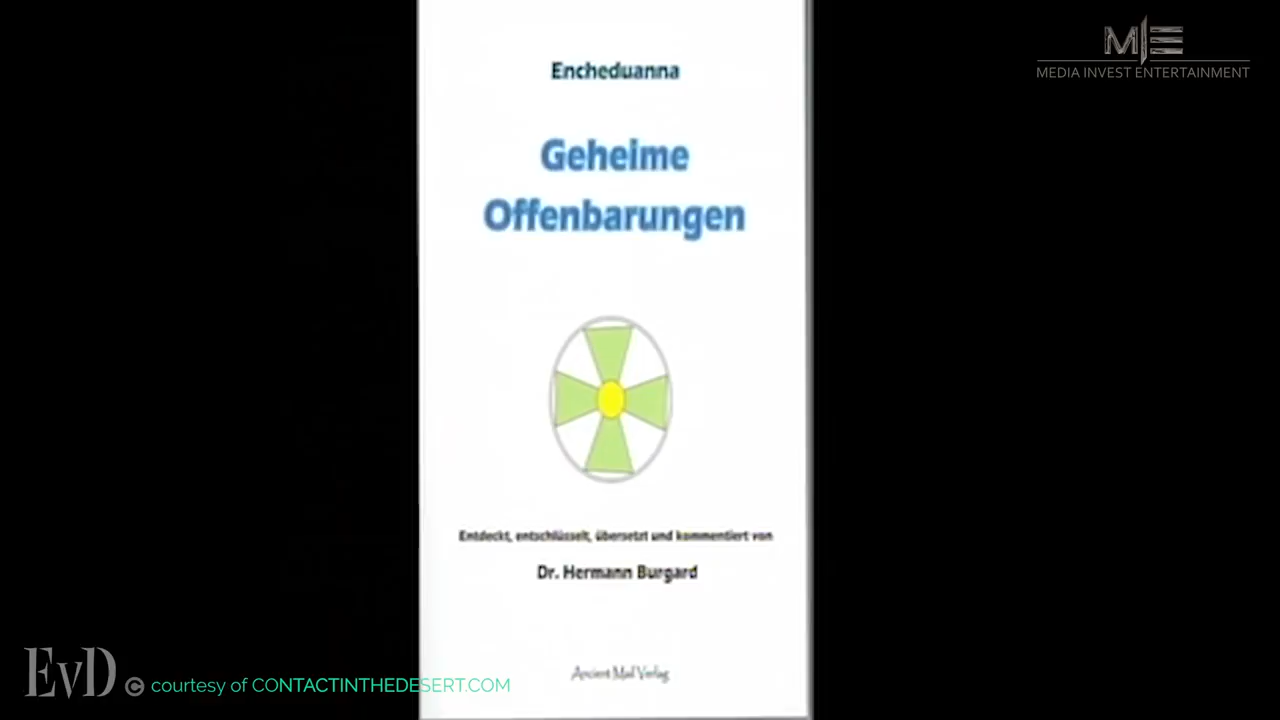 Encheduanna
Geheime
Offenbarungen
Entdeckt, entschlüsselt, übersetzt und kommentiert von
Dr. Hermann Burgard
Ancient Mail Verlag
ME
MEDIA INVEST ENTERTAINMENT
EvD © courtesy of CONTACTINTHEDESERT.COM